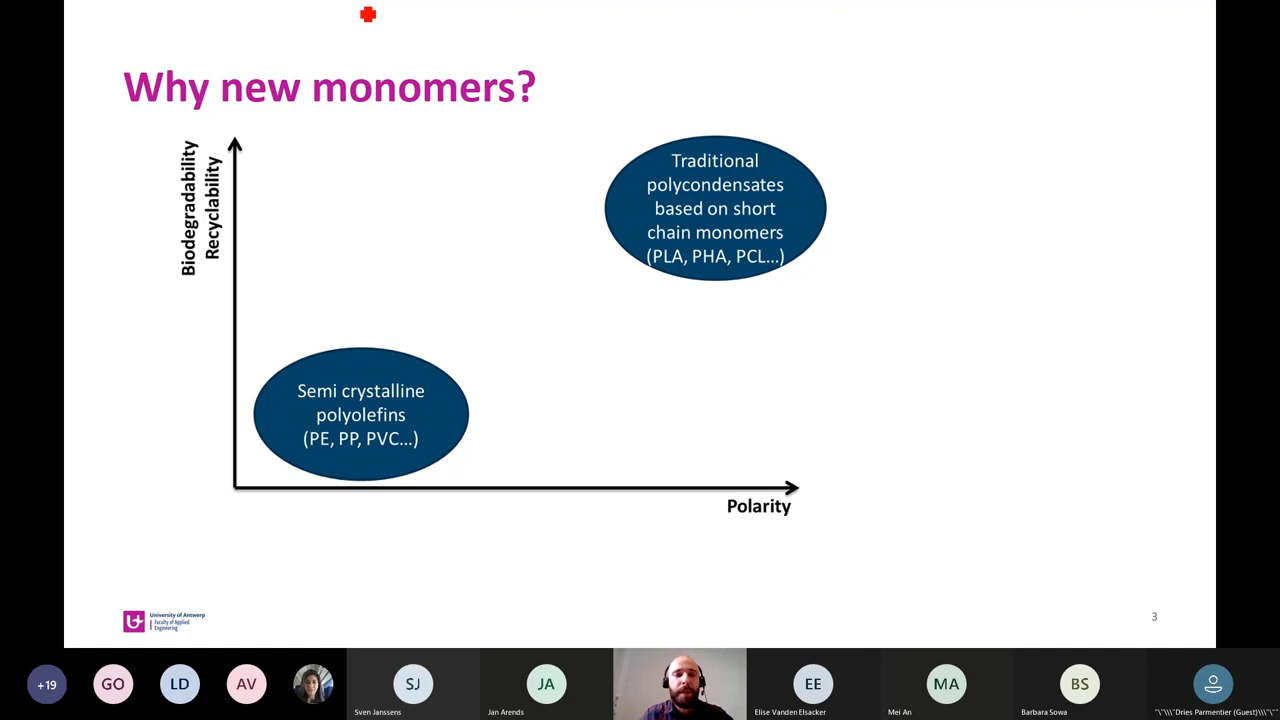 Why new monomers?
Biodegradability
Recyclability
Traditional
polycondensates
based on short
chain monomers
(PLA, PHA, PCL...)
Semi crystalline
polyolefins
(PE, PP, PVC...)
Polarity
University of Antwerp
Faculty of Applied
Engineering
3
+19
GO
LD
AV
SJ
Sven Janssens
JA
Jan Arends
EE
Elise Vanden Elsacker
MA
Mei An
BS
Barbara Sowa
"\"\\\"Dries Parmentier (Guest)\\\"\"